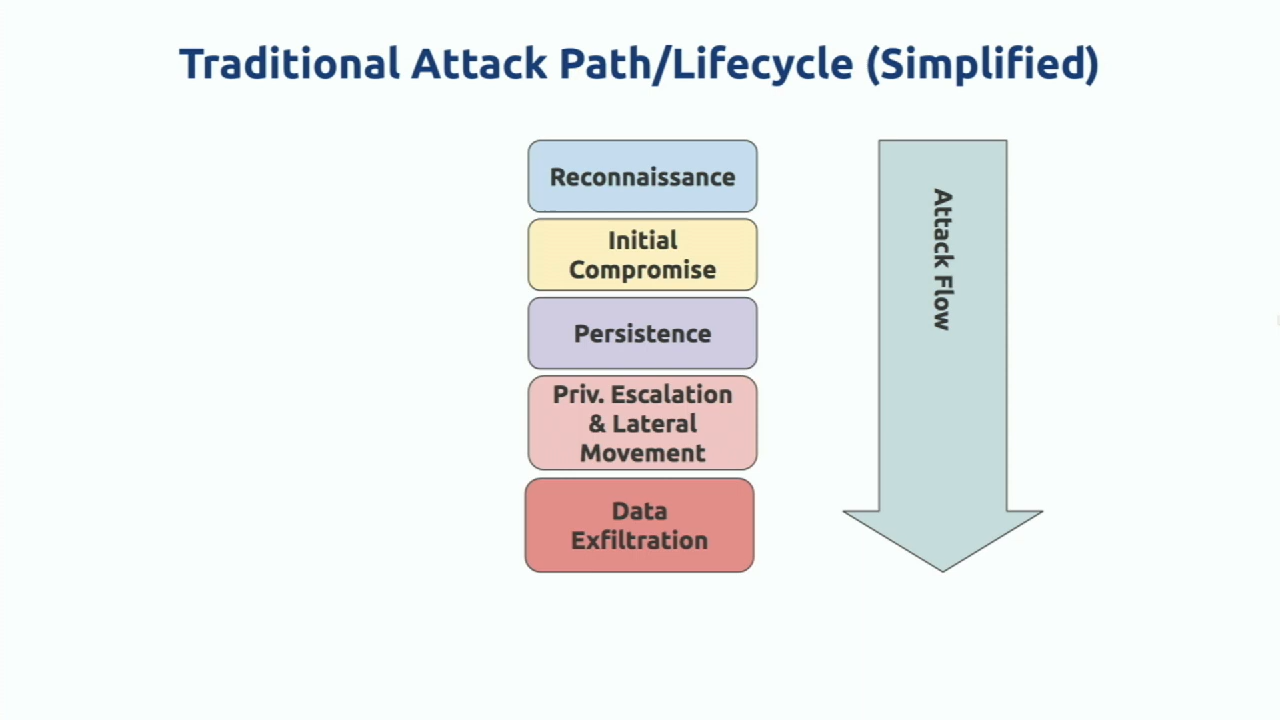 Traditional Attack Path/Lifecycle (Simplified)
Reconnaissance
Initial
Compromise
Persistence
Priv. Escalation
& Lateral
Movement
Data
Exfiltration
Attack Flow